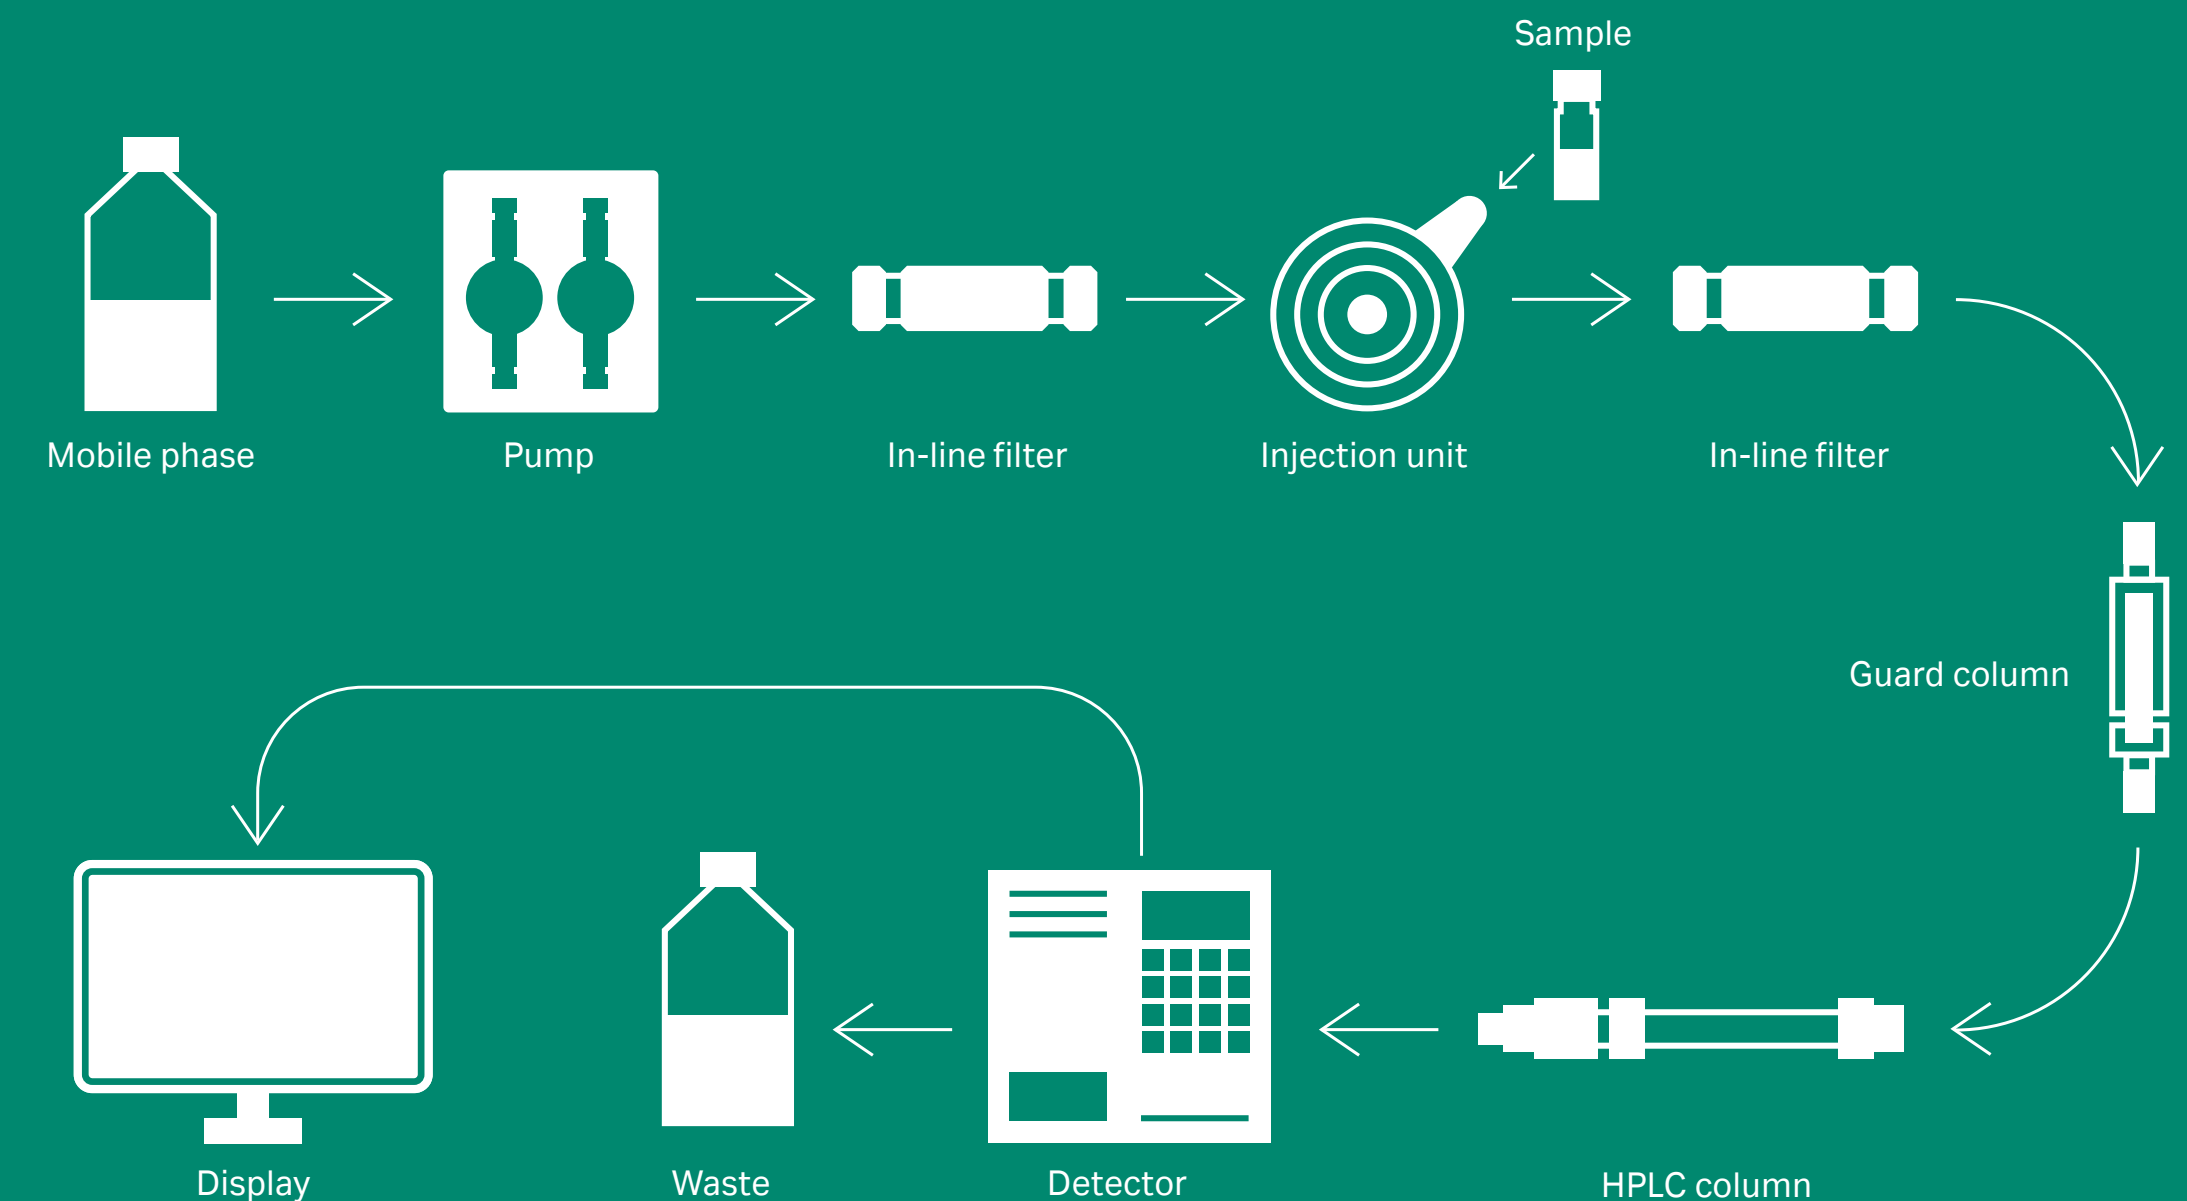 Sample
Mobile phase
Pump
In-line filter
Injection unit
In-line filter
Guard column
Display
Waste
Detector
HPLC column